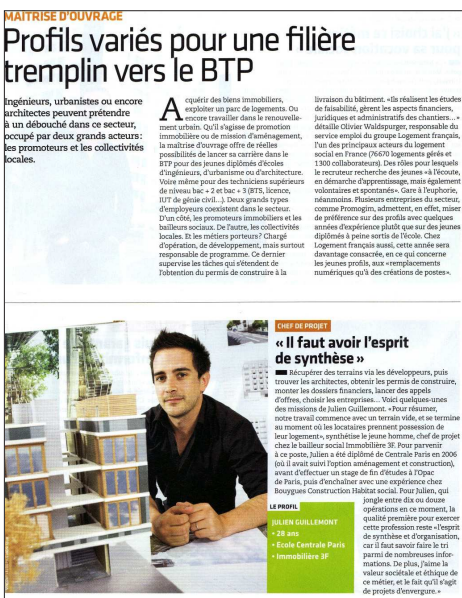 MAITRISE D'OUVRAGE
Profils variés pour une filière
tremplin vers le BTP
Ingénieurs, urbanistes ou encore
architectes peuvent prétendre
à un débouché dans ce secteur,
occupé par deux grands acteurs:
les promoteurs et les collectivités
locales.
Acquérir des biens immobiliers,
exploiter un parc de logements. Ou
encore travailler dans le renouvelle-
ment urbain. Qu'il s'agisse de promotion
immobilière ou de mission d'aménagement,
la maîtrise d'ouvrage offre de réelles
possibilités de lancer sa carrière dans le
BTP pour des jeunes diplômés d'écoles
d'ingénieurs, d'urbanisme ou d'architecture.
Voire même pour des techniciens supérieurs
de niveau bac + 2 et bac + 3 (BTS, licence,
IUT de génie civil...). Deux grands types
d'employeurs coexistent dans le secteur.
D'un côté, les promoteurs immobiliers et les
bailleurs sociaux. De l'autre, les collectivités
locales. Et les métiers porteurs? Chargé
d'opération, de développement, mais surtout
responsable de programme. Ce dernier
supervise les tâches qui s'étendent de
l'obtention du permis de construire à la
livraison du bâtiment. «Ils réalisent les études
de faisabilité, gèrent les aspects financiers,
juridiques et administratifs des chantiers... »
détaille Olivier Waldspurger, responsable du
service emploi du groupe Logement français,
l'un des principaux acteurs du logement
social en France (76670 logements gérés et
1300 collaborateurs). Des rôles pour lesquels
le recruteur recherche des jeunes «à l'écoute,
en démarche d'apprentissage, mais également
volontaires et spontanés». Gare à l'euphorie,
néanmoins. Plusieurs entreprises du secteur,
comme Promogim, admettent, en effet, miser
de préférence sur des profils avec quelques
années d'expérience plutôt que sur des jeunes
diplômés à peine sortis de l'école. Chez
Logement français aussi, cette année sera
davantage consacrée, en ce qui concerne
les jeunes profils, aux «remplacements
numériques qu'à des créations de postes».
CHEF DE PROJET
« Il faut avoir l'esprit
de synthèse »
Récupérer des terrains via les développeurs, puis
trouver les architectes, obtenir les permis de construire,
monter les dossiers financiers, lancer des appels
d'offres, choisir les entreprises... Voici quelques-unes
des missions de Julien Guillemont. «Pour résumer,
notre travail commence avec un terrain vide, et se termine
au moment où les locataires prennent possession de
leur logement», synthétise le jeune homme, chef de projet
chez le bailleur social Immobilière 3F. Pour parvenir
à ce poste, Julien a été diplômé de Centrale Paris en 2006
(où il avait suivi l'option aménagement et construction),
avant d'effectuer un stage de fin d'études à l'Opac
de Paris, puis d'enchaîner avec une expérience chez
Bouygues Construction Habitat social. Pour Julien, qui
jongle entre dix ou douze
opérations en ce moment, la
qualité première pour exercer
cette profession reste «l'esprit
de synthèse et d'organisation,
car il faut savoir faire le tri
parmi de nombreuses infor-
mations. De plus, j'aime la
valeur sociétale et éthique de
ce métier, et le fait qu'il s'agit
de projets d'envergure.»
LE PROFIL
JULIEN GUILLEMONT
• 28 ans
• Ecole Centrale Paris
• Immobilière 3F